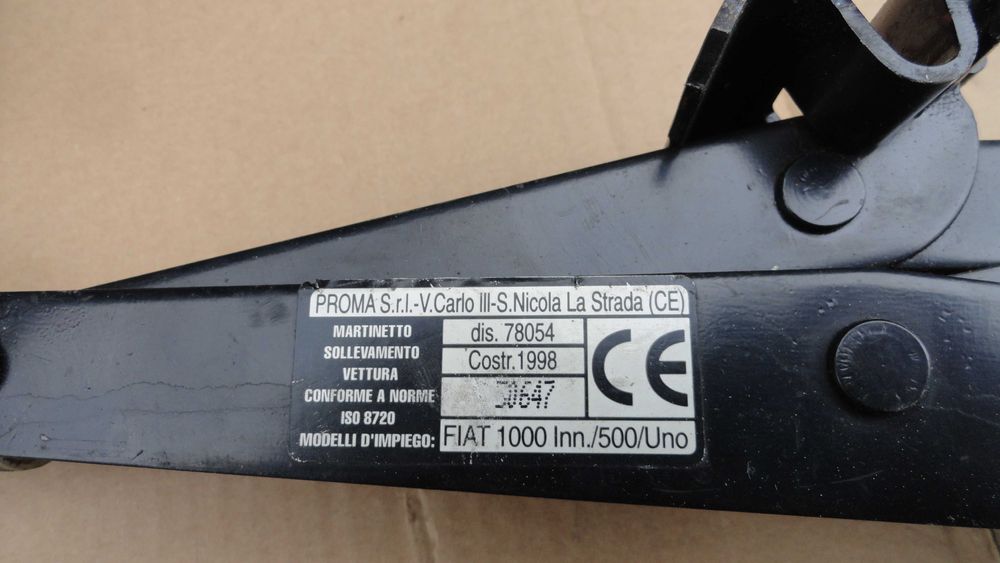 PROMA S.r.l.-V.Carlo III-S.Nicola La Strada (CE)
MARTINETTO
SOLLEVAMENTO
VETTURA
CONFORME A NORME
ISO 8720
dis. 78054
Costr.1998
CE
MODELLI D'IMPIEGO: FIAT 1000 Inn./500/Uno